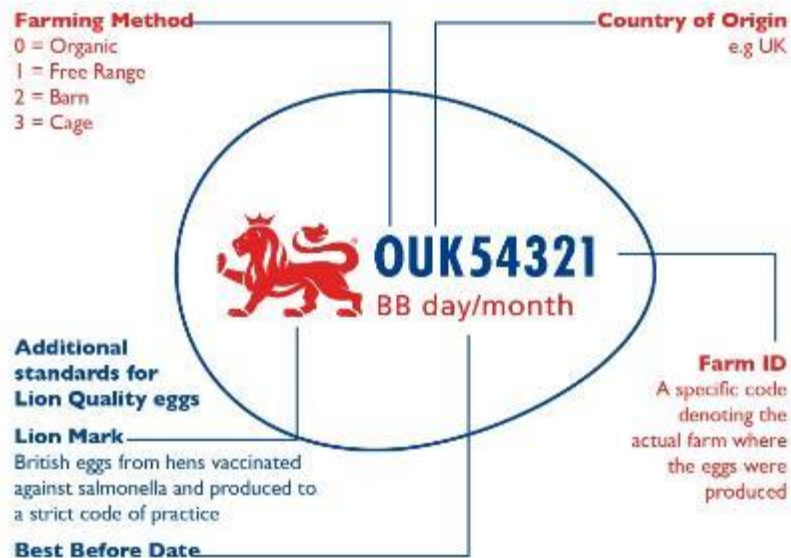 Farming Method
0 = Organic
1 = Free Range
2 = Barn
3 = Cage
Country of Origin
e.g UK
0UK54321
BB day/month
Additional
standards for
Lion Quality eggs
Lion Mark
British eggs from hens vaccinated
against salmonella and produced to
a strict code of practice
Best Before Date
Farm ID
A specific code
denoting the
actual farm where
the eggs were
produced